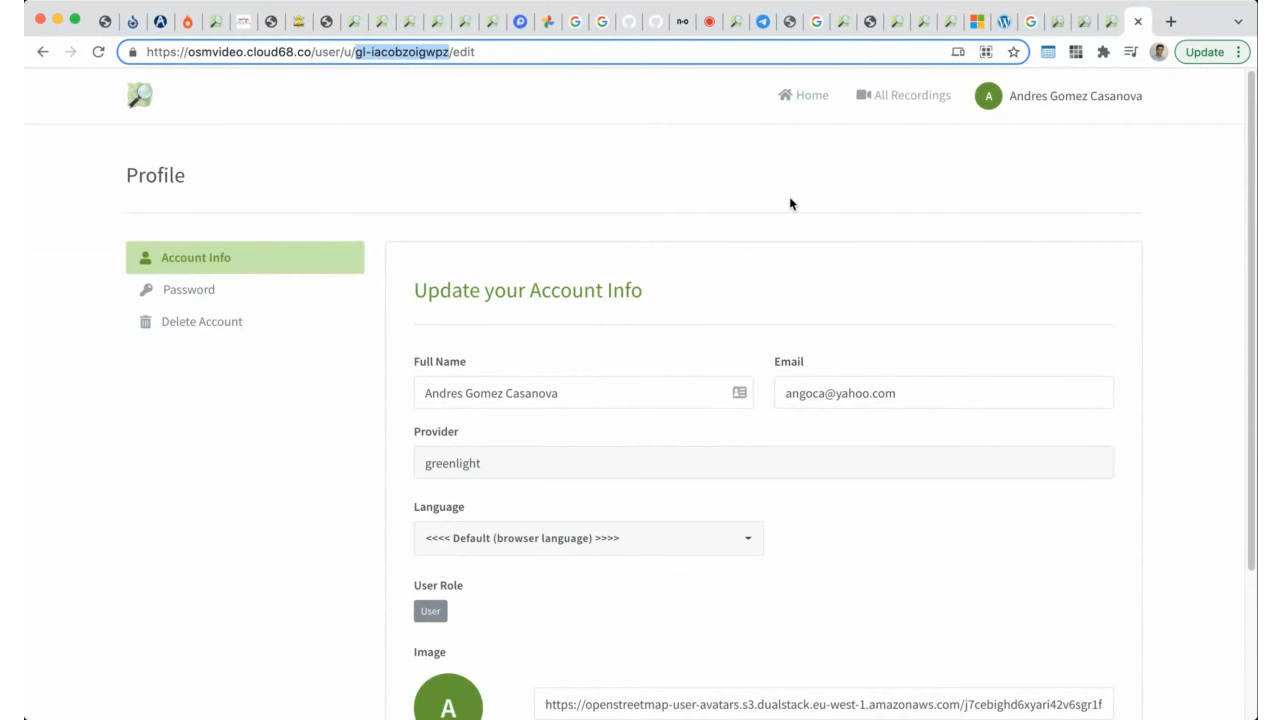 https://osmvideo.cloud68.co/user/u/gl-iacobzoigwpz/edit
Update
Home
All Recordings
A
Andres Gomez Casanova
Profile
Account Info
Password
Delete Account
Update your Account Info
Full Name
Email
Andres Gomez Casanova
angoca@yahoo.com
Provider
greenlight
Language
<<<< Default (browser language) >>>>
User Role
User
Image
A
https://openstreetmap-user-avatars.s3.dualstack.eu-west-1.amazonaws.com/j7cebighd6xyari42v6sgr1f